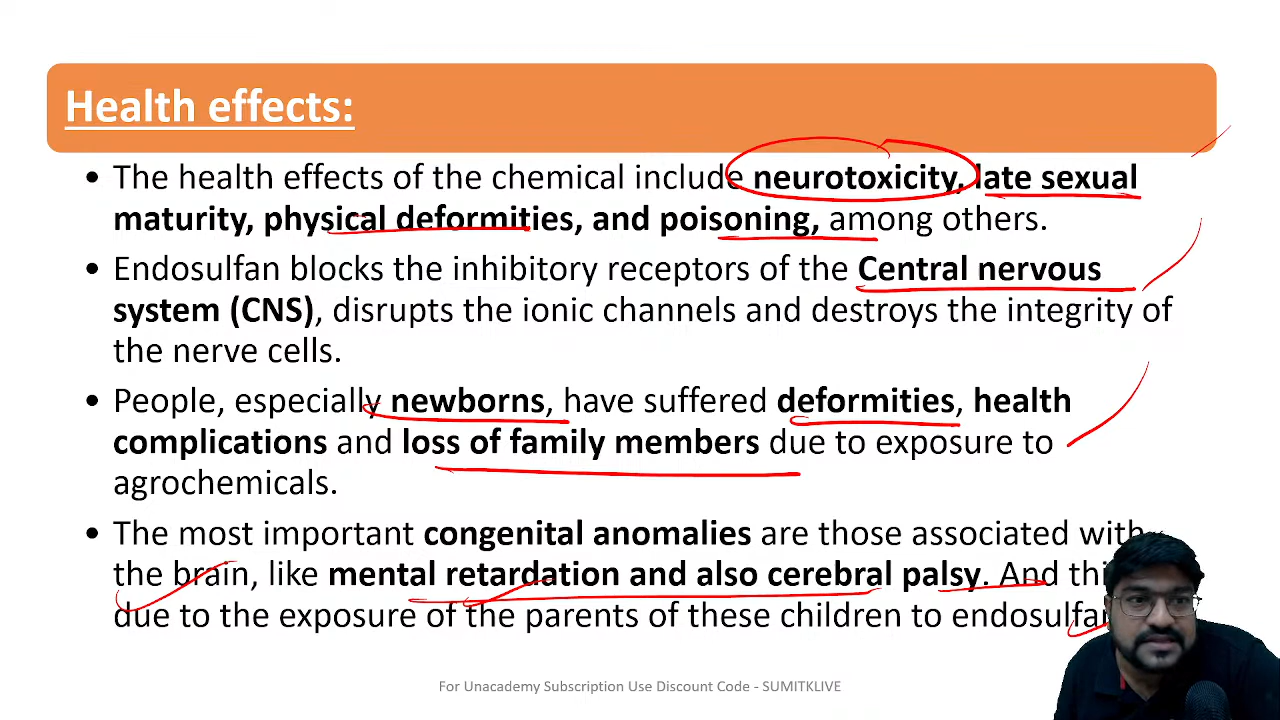 Health effects:
• The health effects of the chemical include neurotoxicity, late sexual
maturity, physical deformities, and poisoning, among others.
• Endosulfan blocks the inhibitory receptors of the Central nervous
system (CNS), disrupts the ionic channels and destroys the integrity of
the nerve cells.
• People, especially newborns, have suffered deformities, health
complications and loss of family members due to exposure to
agrochemicals.
• The most important congenital anomalies are those associated with
the brain, like mental retardation and also cerebral palsy. And
due to the exposure of the parents of these children to
For Unacademy Subscription Use Discount Code - SUMITKLIVE